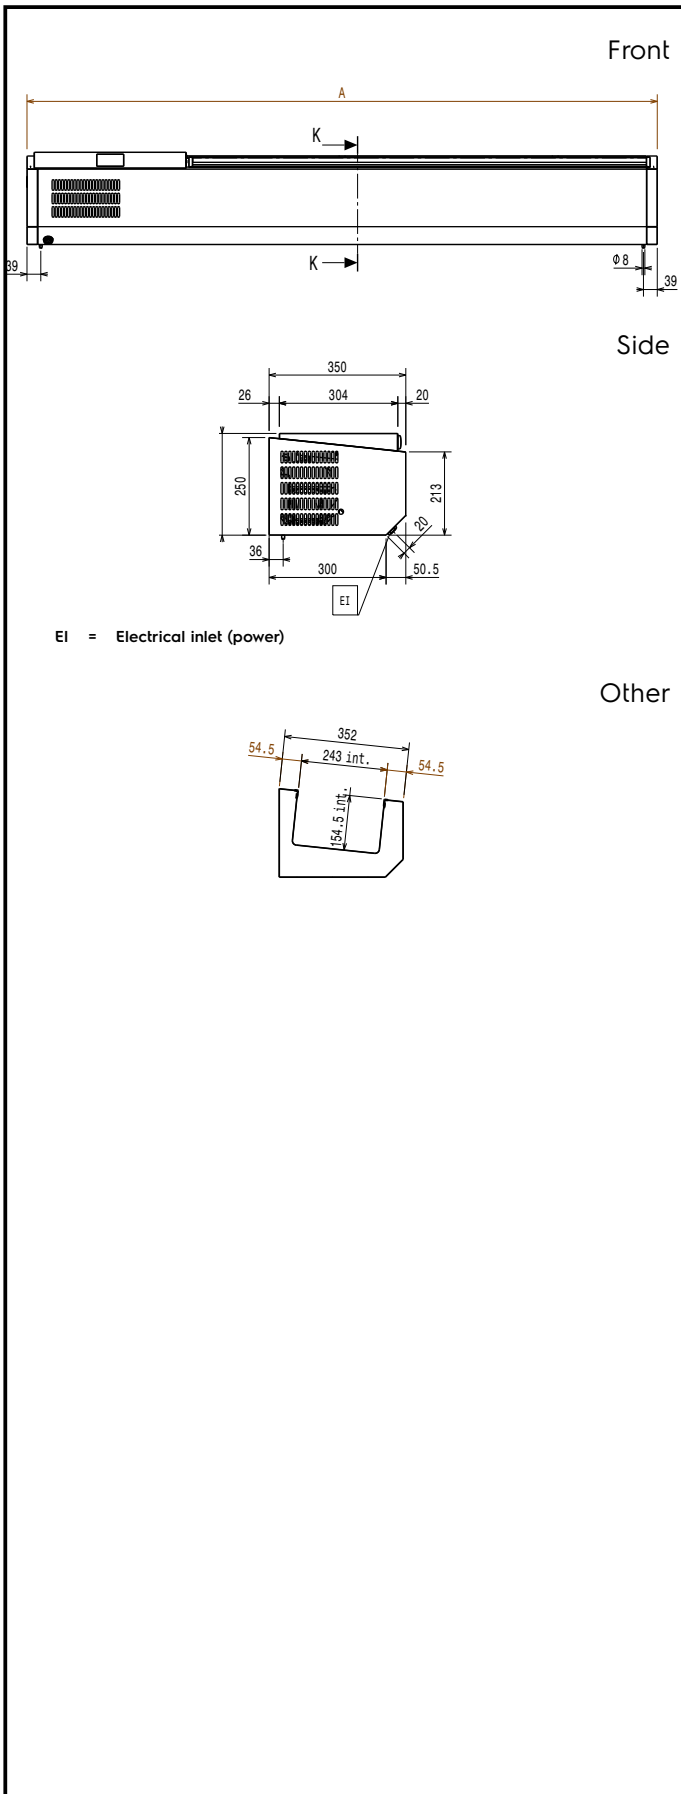 Front
A
K
K
39
Φ8
39
Side
350
26 304 20
250
213
20
36
300 50.5
EI
EI = Electrical inlet (power)
Other
352
54.5 243 int. 54.5
154.5 int.